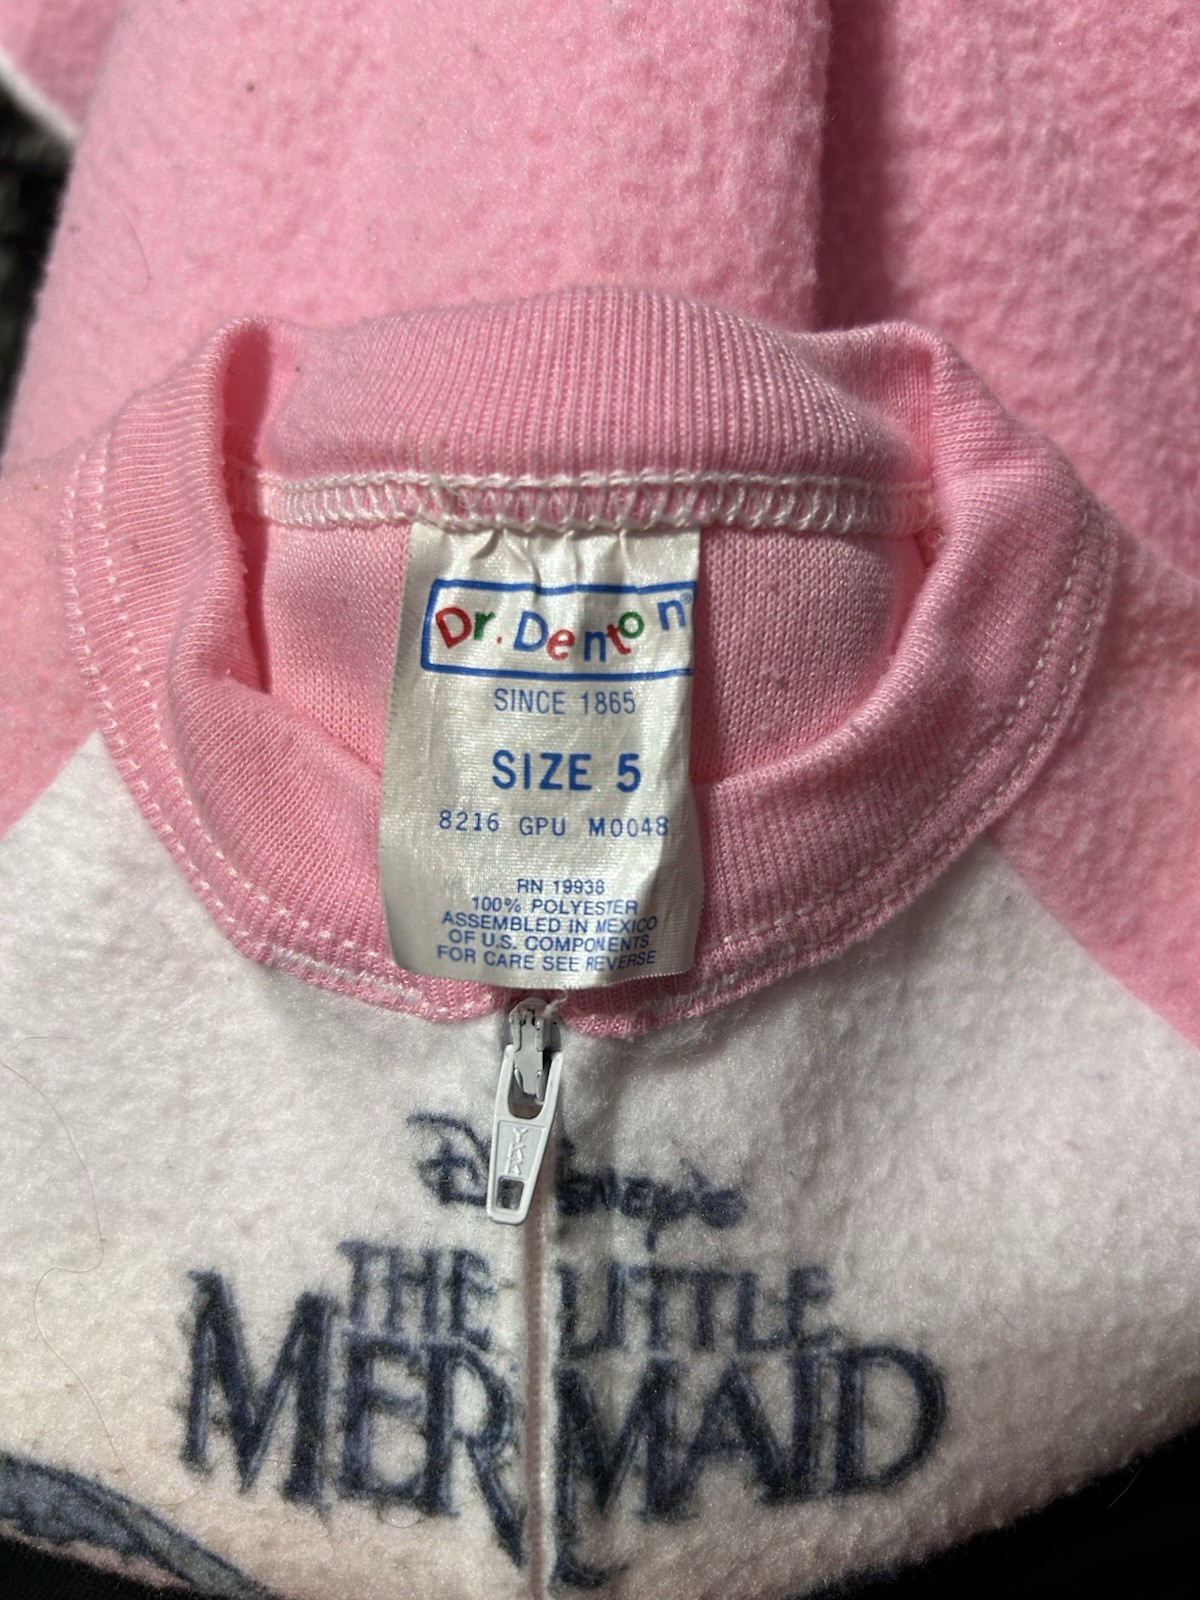 Dr. Denton®
SINCE 1865
SIZE 5
8216 GPU M0048
RN 19938
100% POLYESTER
ASSEMBLED IN MEXICO
OF U.S. COMPONENTS
FOR CARE SEE REVERSE
YKK
DISNEY'S
THE LITTLE
MERMAID